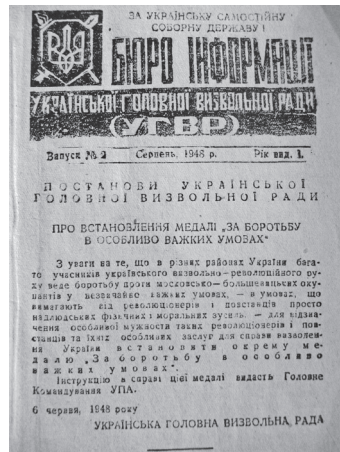 ЗА УКРАЇНСЬКУ САМОСТІЙНУ
СОБОРНУ ДЕРЖАВУ!
БЮРО ІНФОРМАЦІЇ
УКРАЇНСЬКОЇ ГОЛОВНОЇ ВИЗВОЛЬНОЇ РАДИ
(УГВР)
Випуск № 2 Серпень, 1948 р. Рік вид. 1.
ПОСТАНОВИ УКРАЇНСЬКОЇ
ГОЛОВНОЇ ВИЗВОЛЬНОЇ РАДИ
ПРО ВСТАНОВЛЕННЯ МЕДАЛІ „ЗА БОРОТЬБУ
В ОСОБЛИВО ВАЖКИХ УМОВАХ"
З уваги на те, що в різних районах України бага-
то учасників українського визвольно-революційного ру-
ху веде боротьбу проти московсько-большевицьких оку-
пантів у незвичайно важких умовах, - в умовах, що
вимагають від революціонерів і повстанців просто
надлюдських фізичних і моральних зусиль, - для відзна-
чення особливої мужности таких революціонерів і пов-
станців та їхніх особливих заслуг для справи визволен-
ня України встановити окрему ме-
далю „За боротьбу в особливо
важких умовах".
Інструкцію в справі цієї медалі видасть Головне
Командування УПА.
6 червня, 1948 року
УКРАЇНСЬКА ГОЛОВНА ВИЗВОЛЬНА РАДА